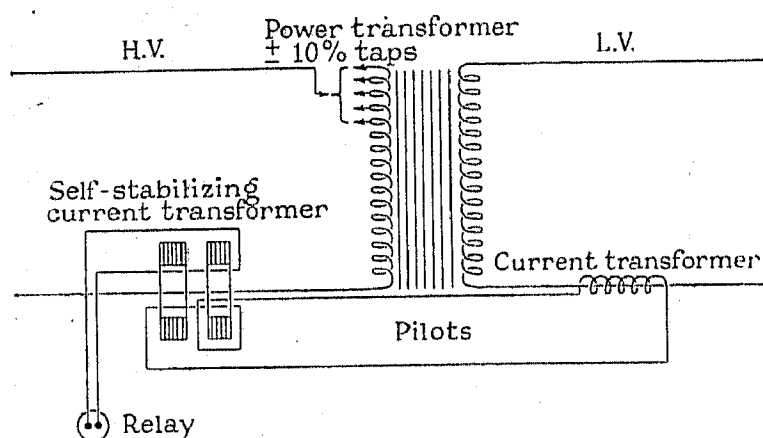 H.V.
Power transformer
± 10% taps
L.V.
Self-stabilizing
current transformer
Current transformer
Pilots
Relay